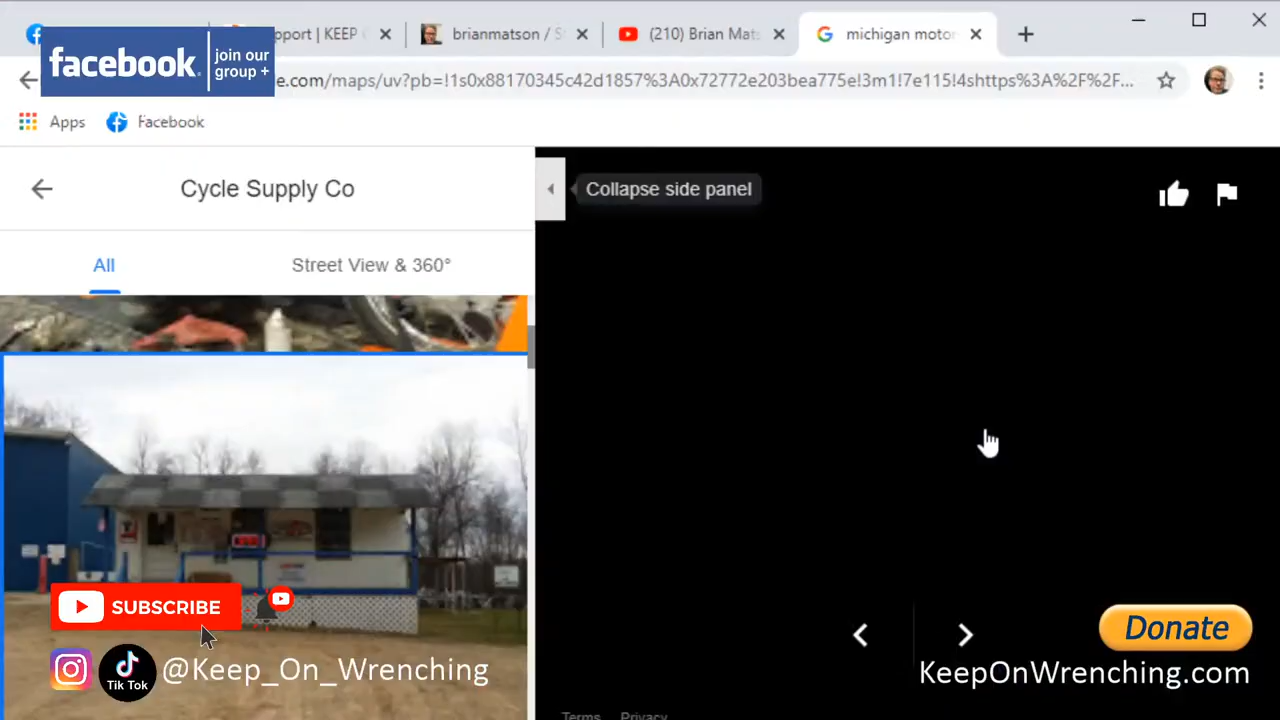 pport | KEEP
brianmatson / S
(210) Brian Mats
michigan motor
facebook. join our
group +
e.com/maps/uv?pb=!1s0x88170345c42d1857%3A0x72772e203bea775e!3m1!7e115!4shttps%3A%2F%2F...
Apps
Facebook
Cycle Supply Co
Collapse side panel
All
Street View & 360°
SUBSCRIBE
Donate
Tik Tok
@Keep_On_Wrenching
KeepOnWrenching.com
Terms Privacy